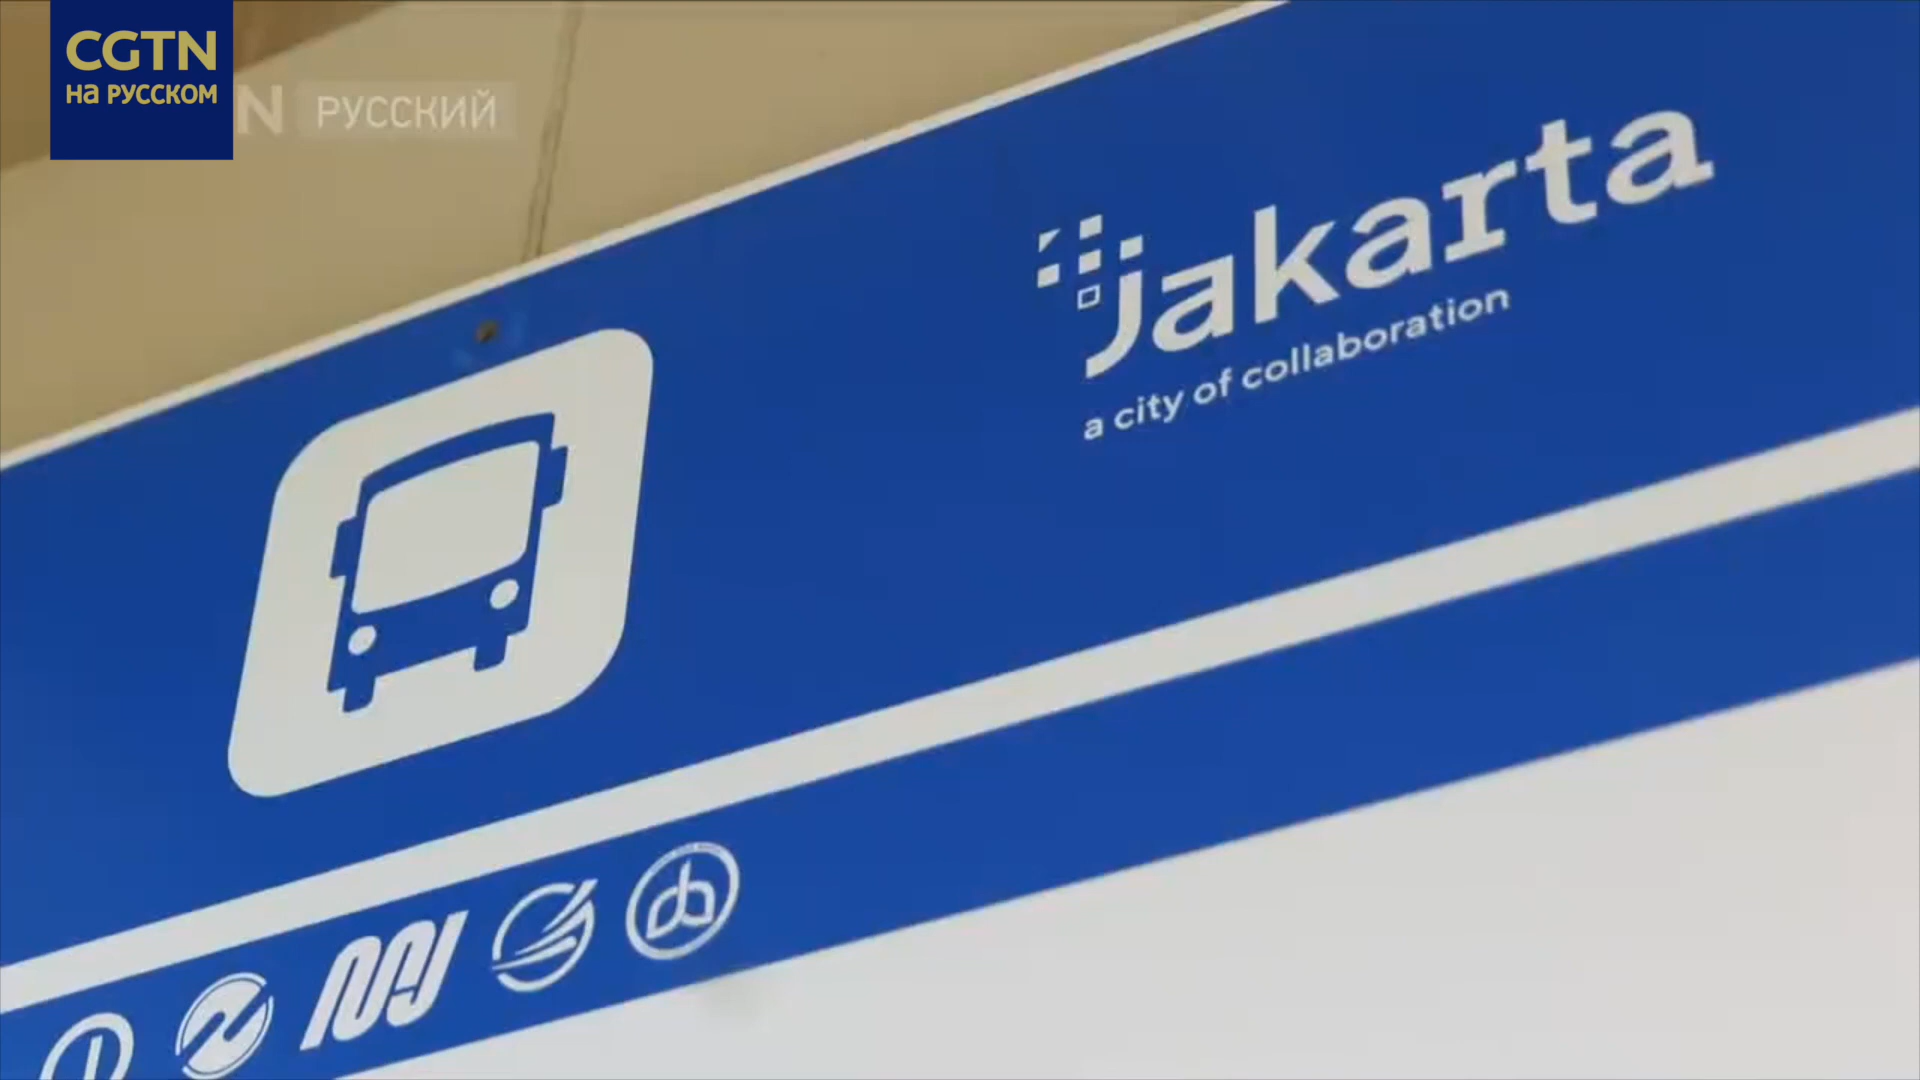 CGTN
на русском
N РУССКИЙ
jakarta
a city of collaboration